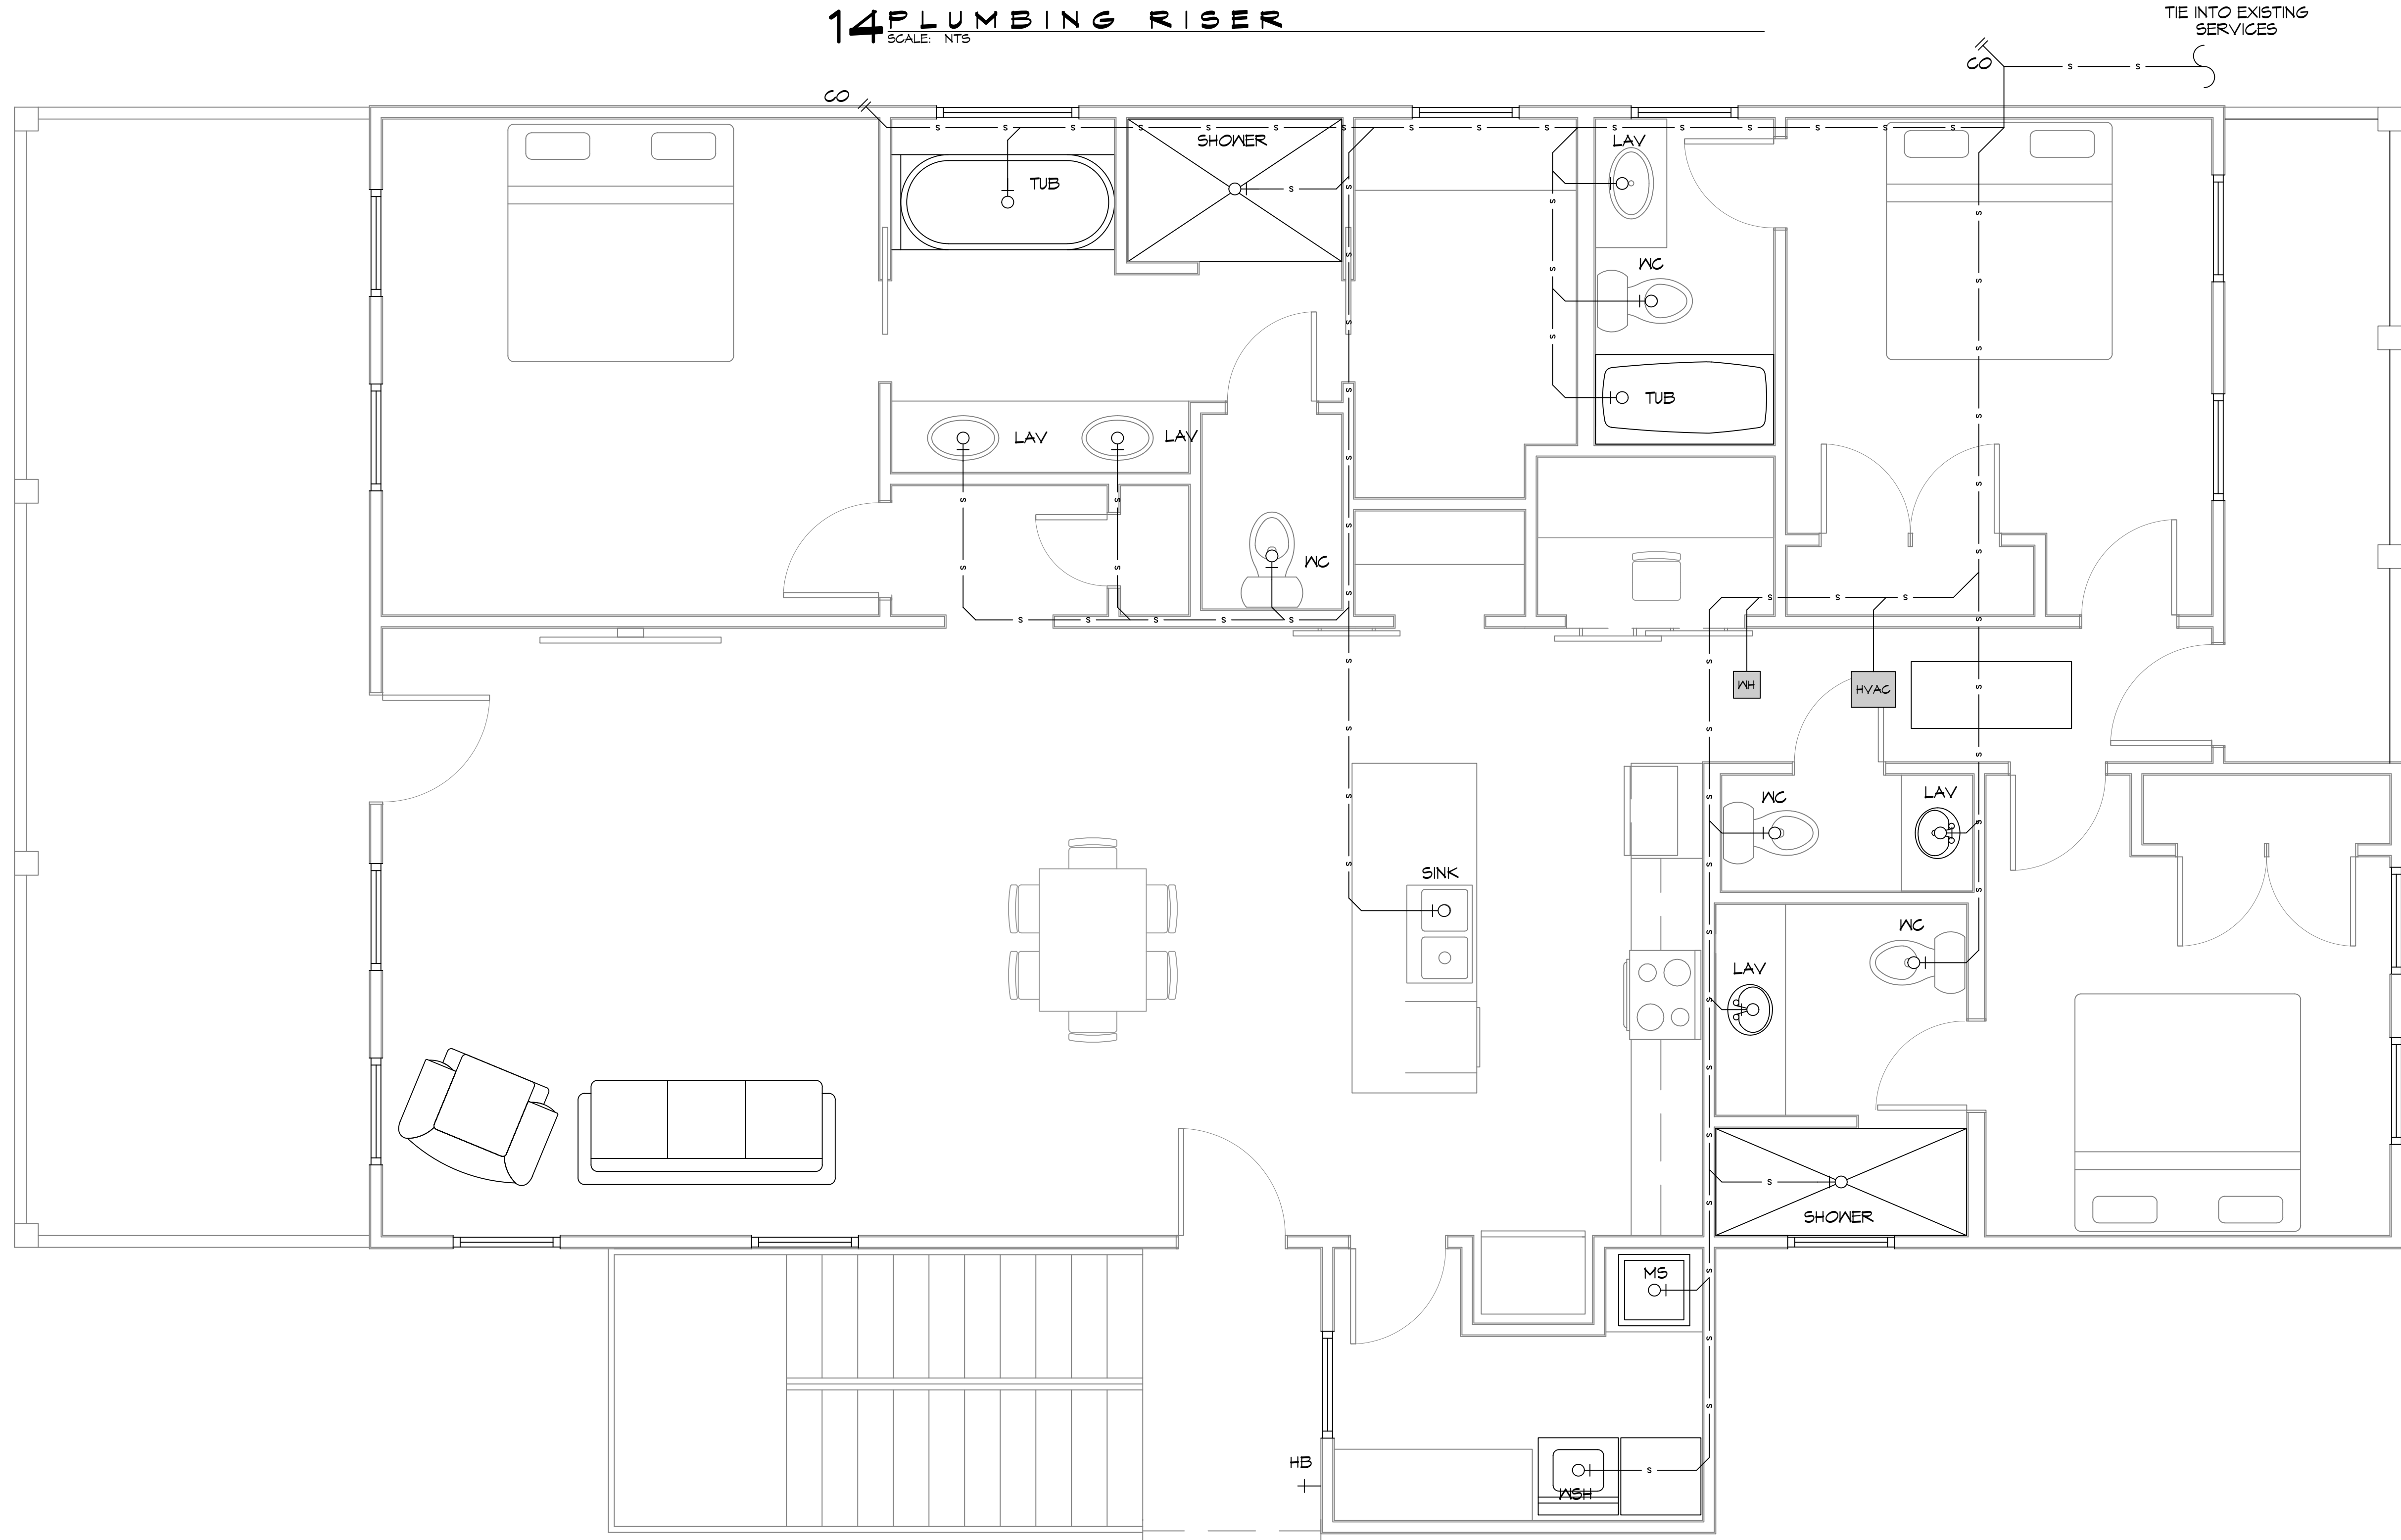 14 PLUMBING RISER
SCALE: NTS
TIE INTO EXISTING
SERVICES
CO
CO
SHOWER
LAV
TUB
WC
TUB
LAV
LAV
WC
WH
HVAC
WC
LAV
SINK
WC
LAV
SHOWER
MS
HB
WSH
S S
S S S S S S S S S S S S S S S S
S
S S S S S S S S S S S
S S S
S S S S S S S S S S S
S S
S S
S S S S S
S S S
S S S S S S S S S S S S
S
S